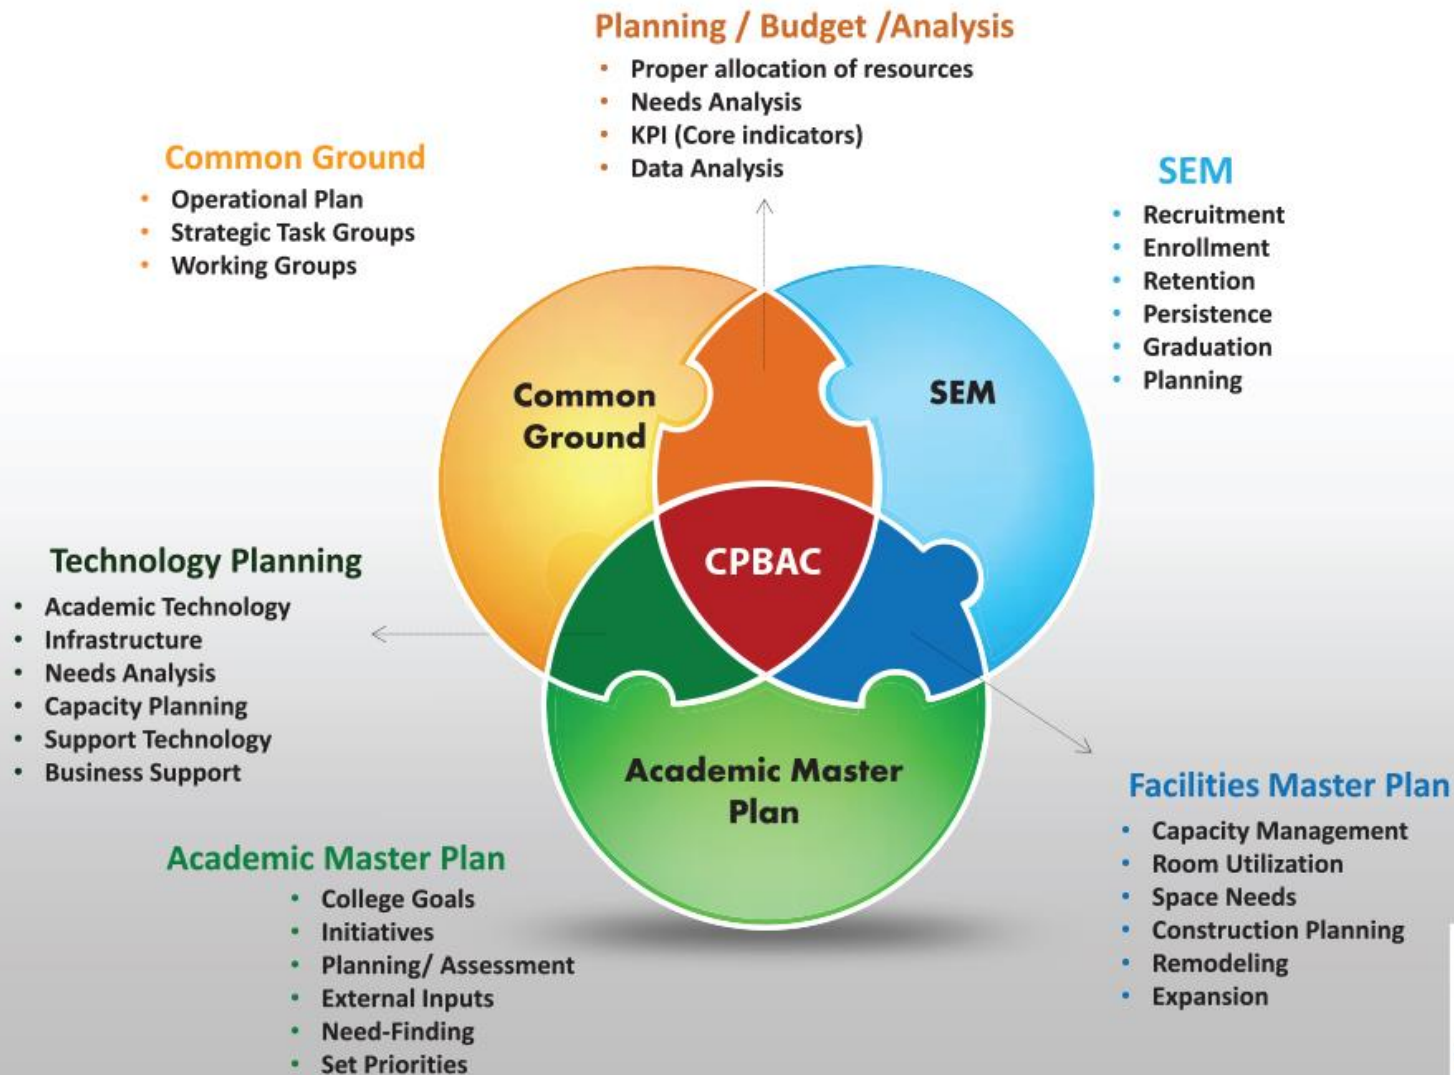 Planning / Budget /Analysis
• Proper allocation of resources
• Needs Analysis
• KPI (Core indicators)
• Data Analysis
Common Ground
• Operational Plan
• Strategic Task Groups
• Working Groups
SEM
• Recruitment
• Enrollment
• Retention
• Persistence
• Graduation
• Planning
Common
Ground
SEM
CPBAC
Academic Master
Plan
Technology Planning
• Academic Technology
• Infrastructure
• Needs Analysis
• Capacity Planning
• Support Technology
• Business Support
Facilities Master Plan
• Capacity Management
• Room Utilization
• Space Needs
• Construction Planning
• Remodeling
• Expansion
Academic Master Plan
• College Goals
• Initiatives
• Planning/ Assessment
• External Inputs
• Need-Finding
• Set Priorities